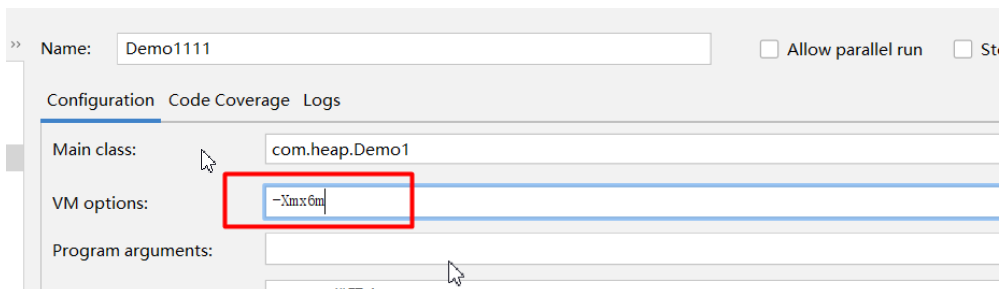 >> Name: Demo1111 Allow parallel run
Configuration Code Coverage Logs
Main class: com.heap.Demo1
VM options: -Xmx6m
Program arguments: